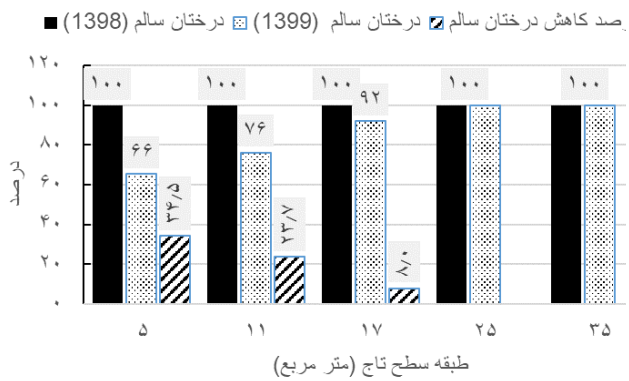 درختان سالم (1398) درختان سالم (1399) درصد کاهش درختان سالم
۱۲۰
۱۰۰
۸۰
۶۰
۴۰
۲۰
۰
درصد
۱۰۰ ۱۰۰ ۱۰۰ ۱۰۰ ۱۰۰
۶۶ ۷۶ ۹۲
۳۴٫۵ ۲۳٫۷ ۸٫۰
۵ ۱۱ ۱۷ ۲۵ ۳۵
طبقه سطح تاج (متر مربع)